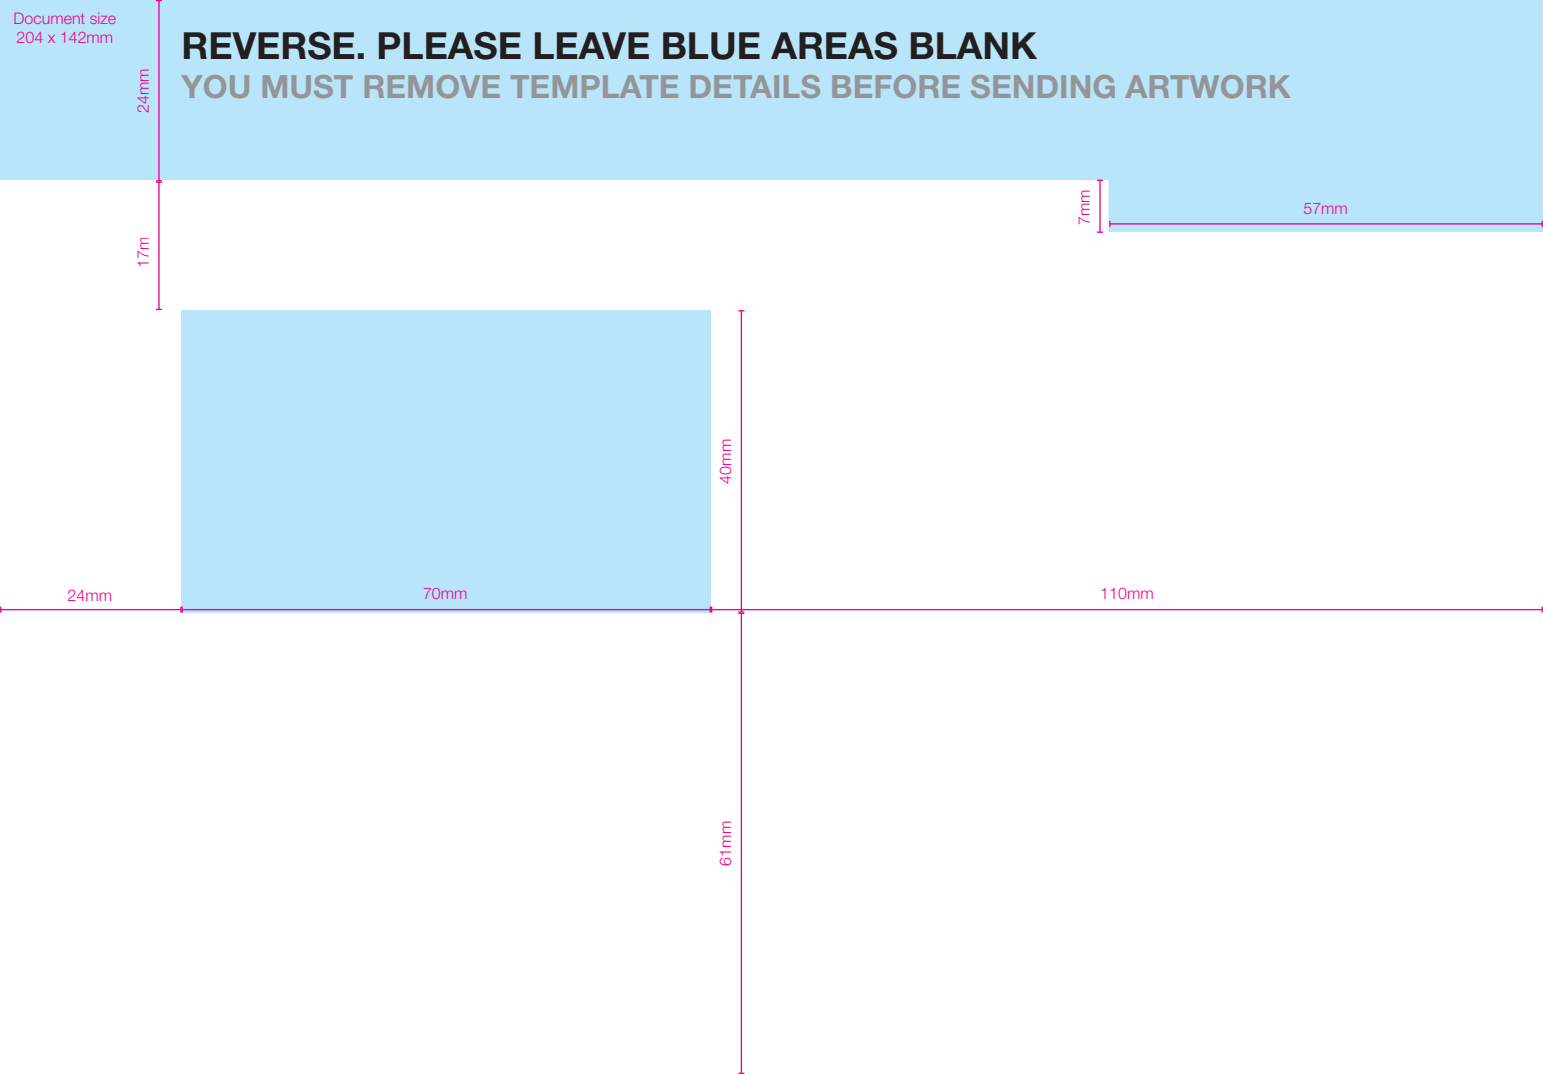 Document size
204 x 142mm
REVERSE. PLEASE LEAVE BLUE AREAS BLANK
YOU MUST REMOVE TEMPLATE DETAILS BEFORE SENDING ARTWORK
24mm
17m
7mm
57mm
40mm
24mm
70mm
110mm
61mm